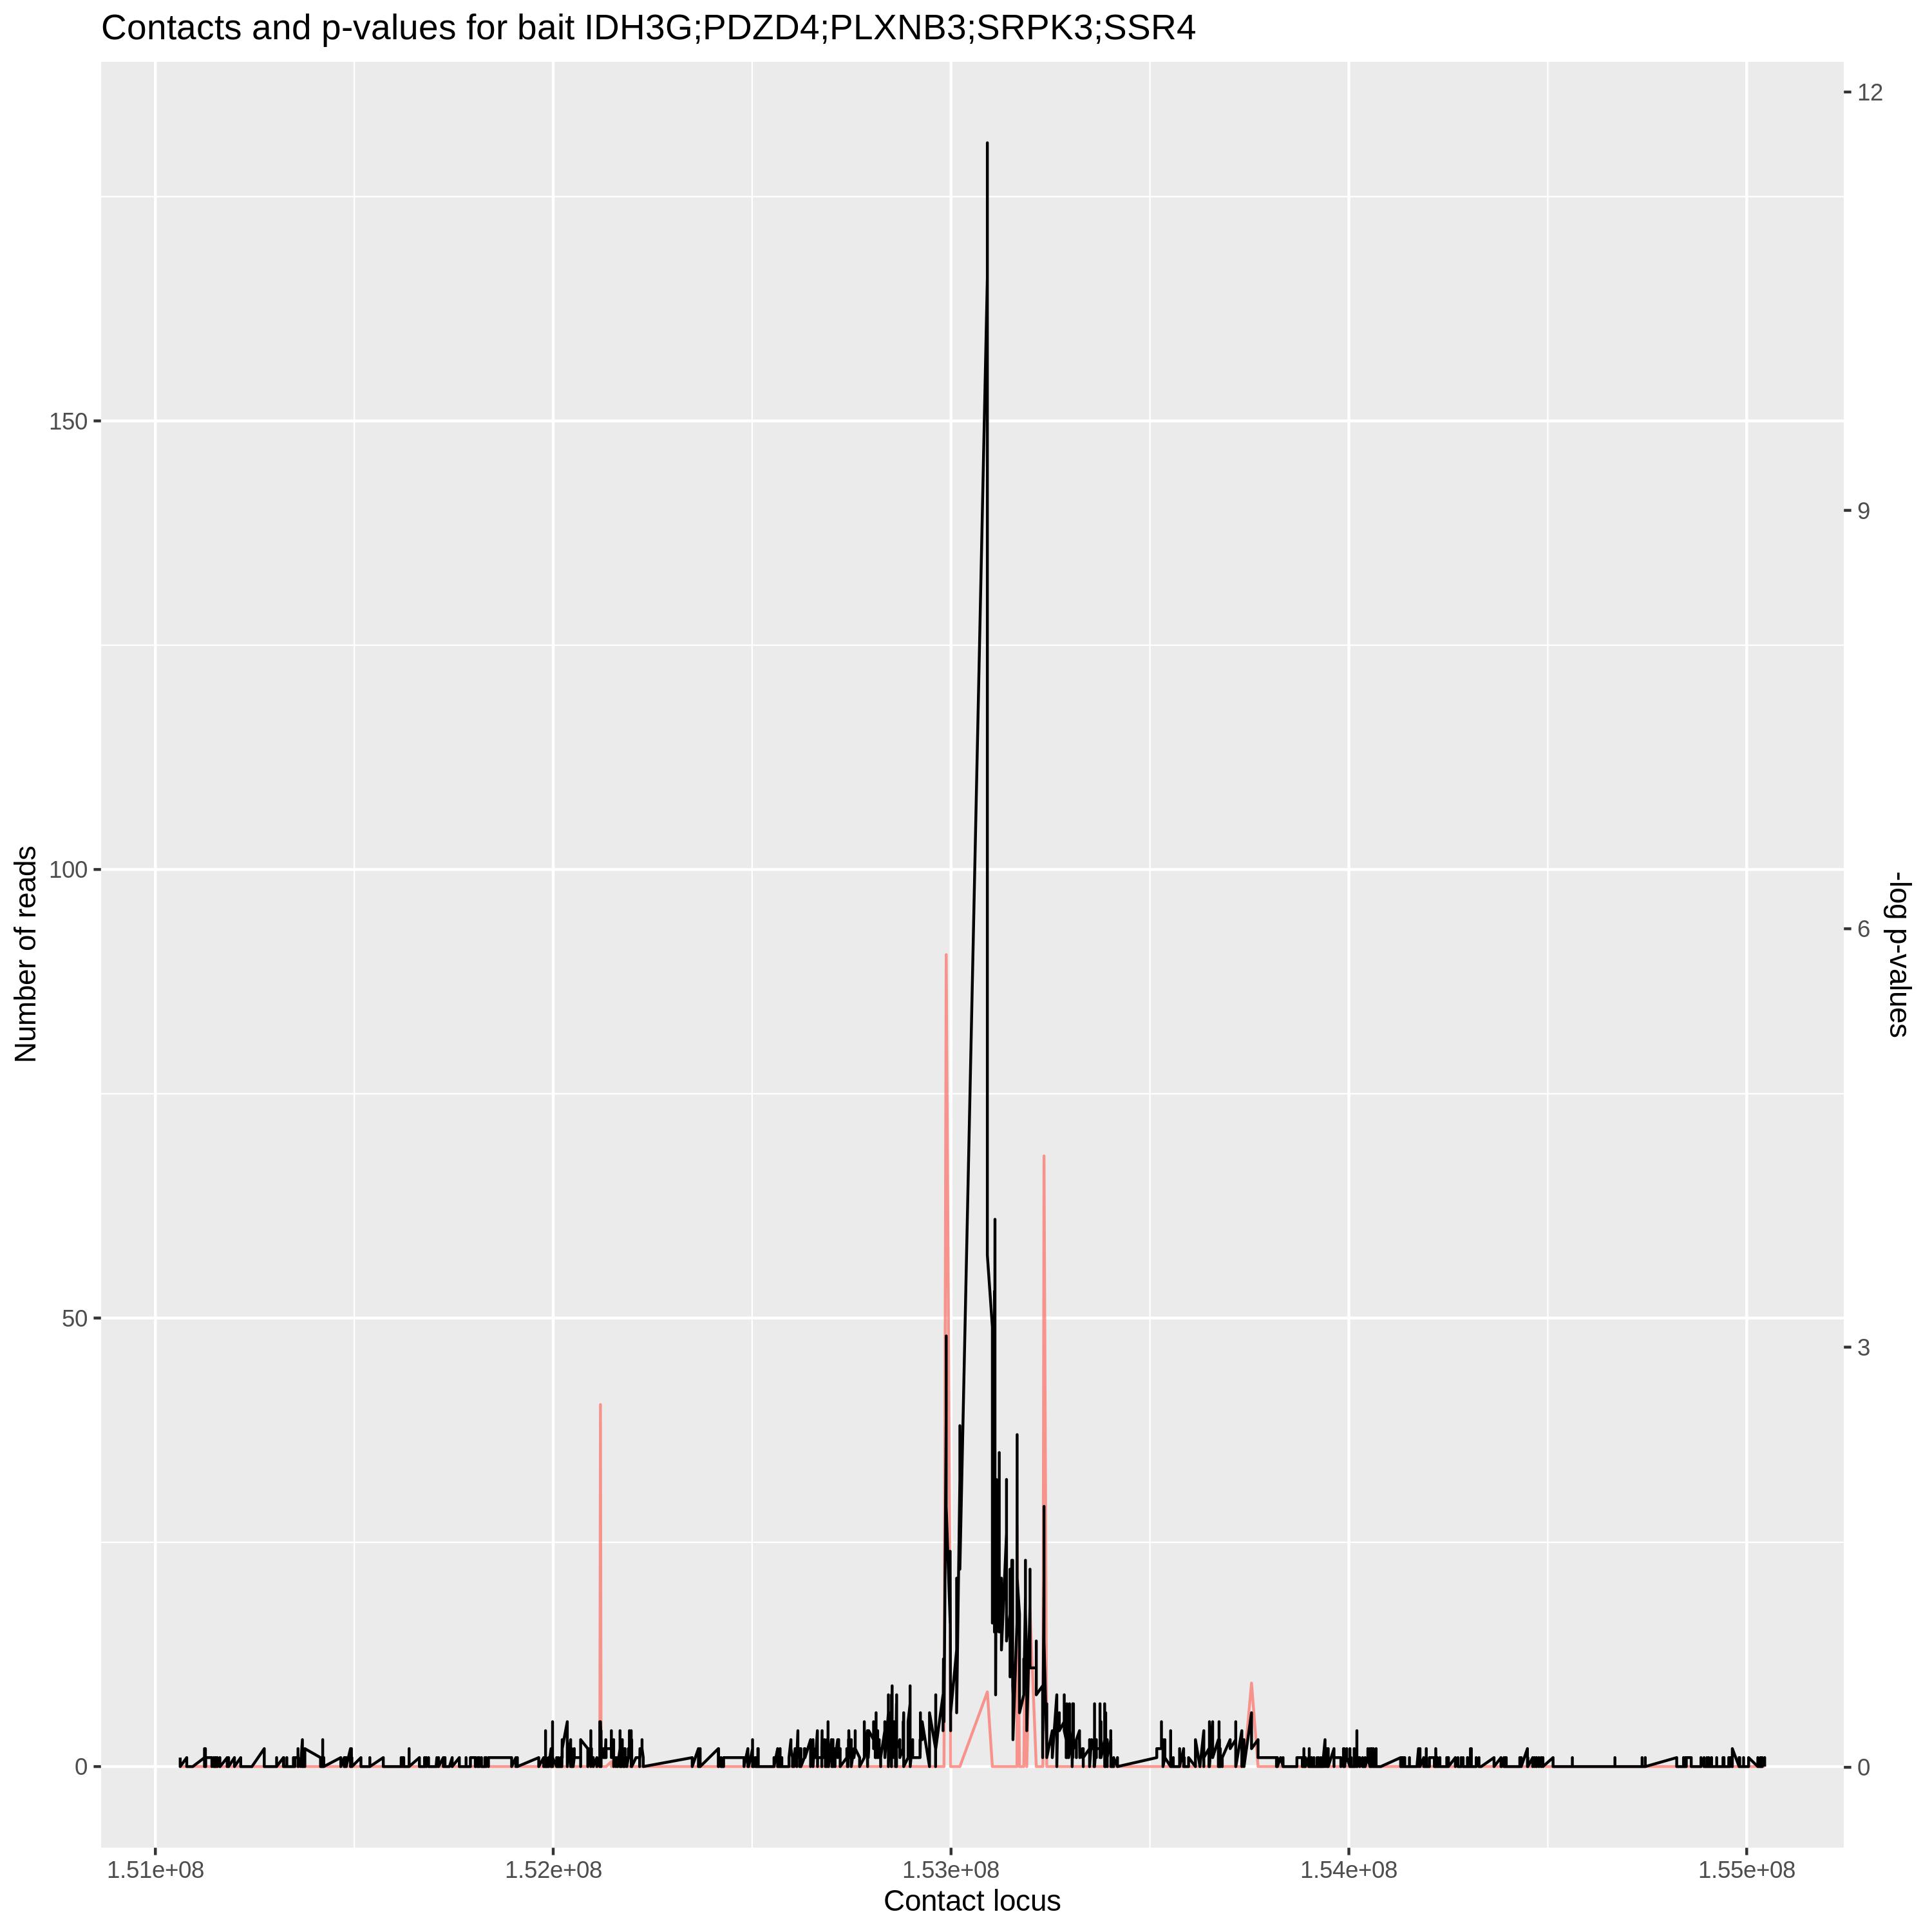 Contacts and p-values for bait IDH3G;PDZD4;PLXNB3;SRPK3;SSR4
12
150
9
Number of reads
100
6
-log p-values
50
3
0
0
1.51e+08
1.52e+08
1.53e+08
1.54e+08
1.55e+08
Contact locus